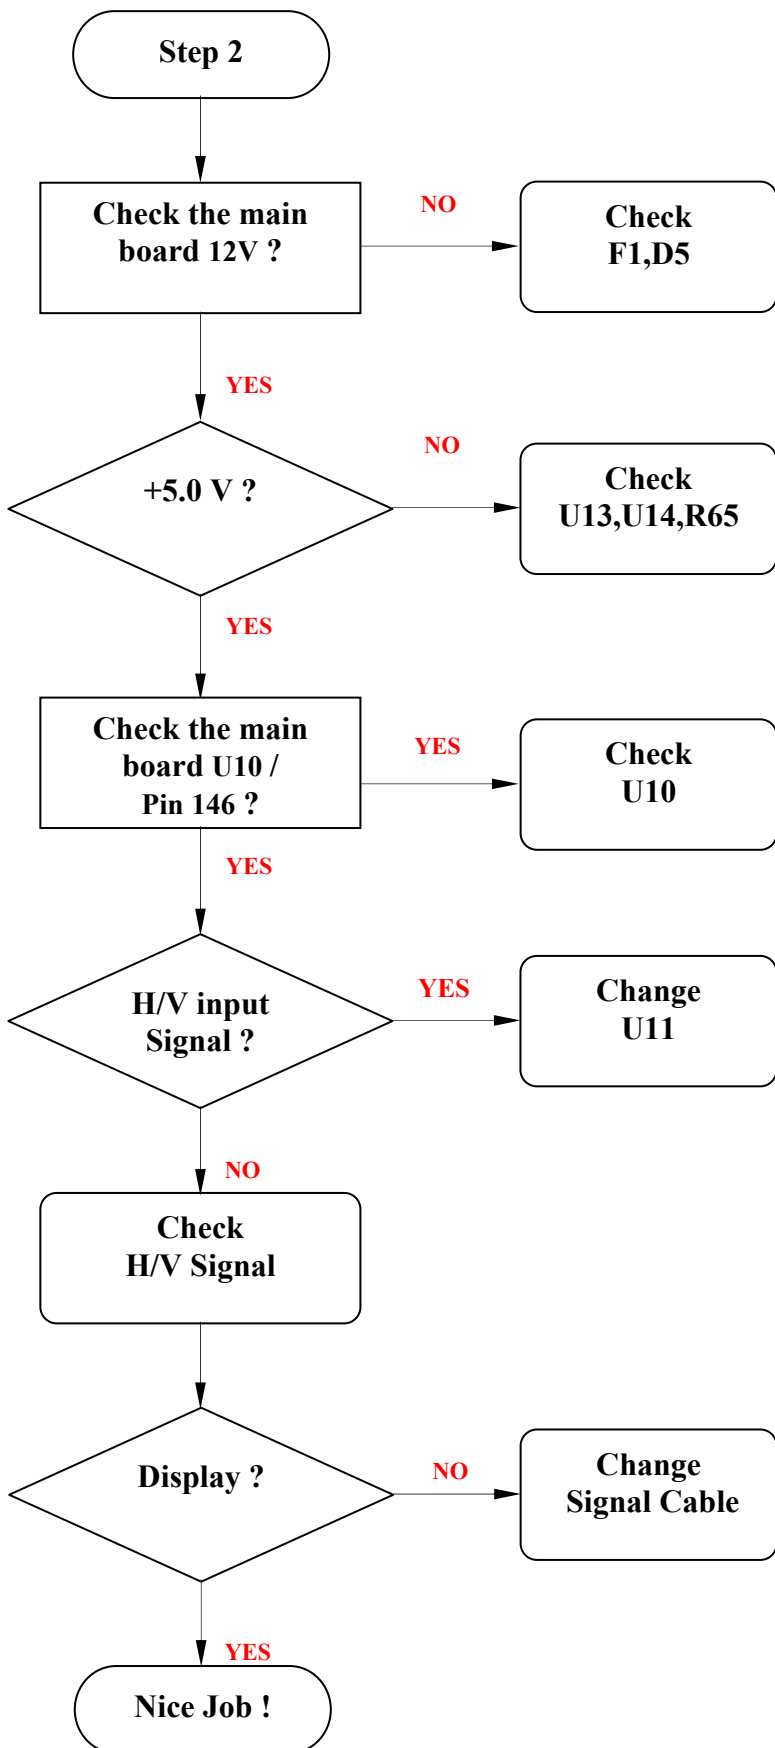 Step 2
Check the main
board 12V ?
NO
Check
F1,D5
YES
+5.0 V ?
NO
Check
U13,U14,R65
YES
Check the main
board U10 /
Pin 146 ?
YES
Check
U10
YES
H/V input
Signal ?
YES
Change
U11
NO
Check
H/V Signal
Display ?
NO
Change
Signal Cable
YES
Nice Job !